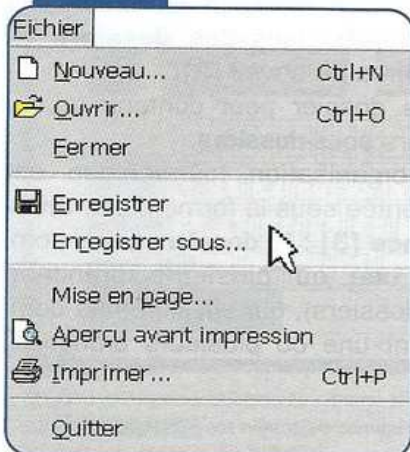 Fichier
Nouveau... Ctrl+N
Ouvrir... Ctrl+O
Fermer
Enregistrer
Enregistrer sous...
Mise en page...
Aperçu avant impression
Imprimer... Ctrl+P
Quitter